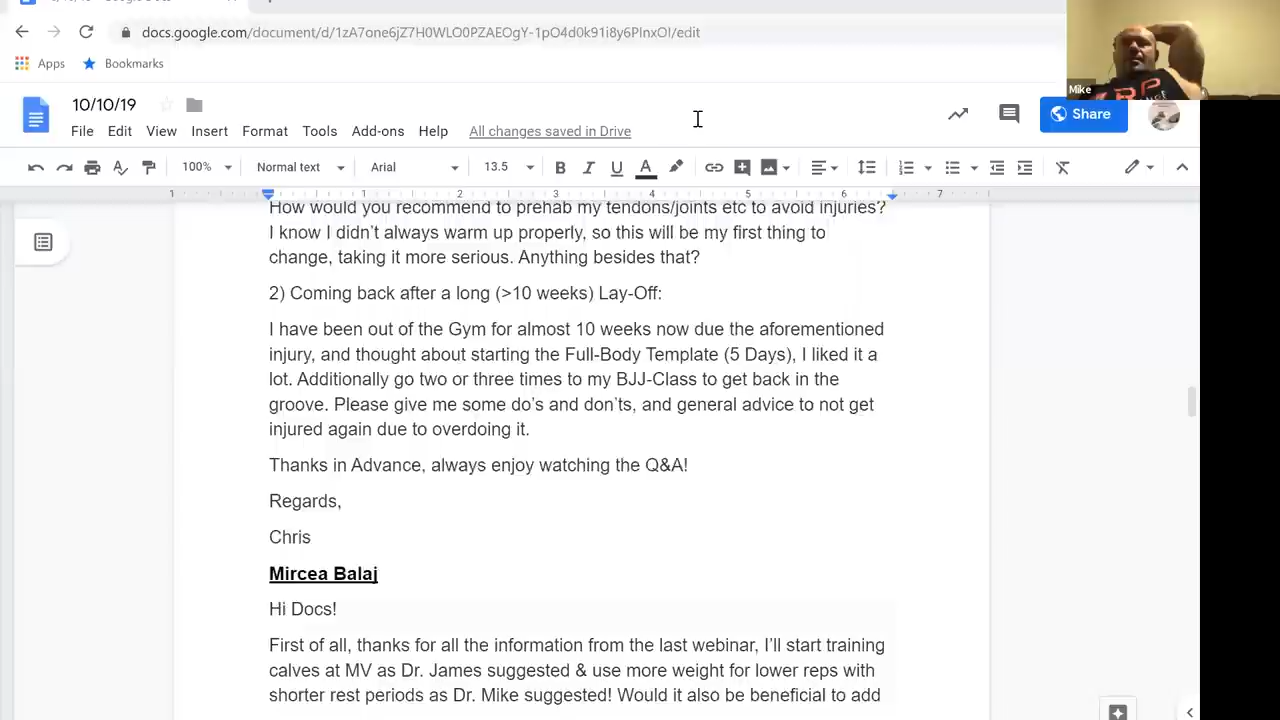 docs.google.com/document/d/1zA7one6jZ7H0WLO0PZAEOgY-1pO4d0k91i8y6PInxOI/edit
Apps
Bookmarks
Mike
10/10/19
Share
File Edit View Insert Format Tools Add-ons Help All changes saved in Drive
100% Normal text Arial 13.5 B I U A
1 1 2 3 4 5 6 7
How would you recommend to prehab my tendons/joints etc to avoid injuries?
I know I didn’t always warm up properly, so this will be my first thing to
change, taking it more serious. Anything besides that?
2) Coming back after a long (>10 weeks) Lay-Off:
I have been out of the Gym for almost 10 weeks now due the aforementioned
injury, and thought about starting the Full-Body Template (5 Days), I liked it a
lot. Additionally go two or three times to my BJJ-Class to get back in the
groove. Please give me some do’s and don’ts, and general advice to not get
injured again due to overdoing it.
Thanks in Advance, always enjoy watching the Q&A!
Regards,
Chris
Mircea Balaj
Hi Docs!
First of all, thanks for all the information from the last webinar, I’ll start training
calves at MV as Dr. James suggested & use more weight for lower reps with
shorter rest periods as Dr. Mike suggested! Would it also be beneficial to add